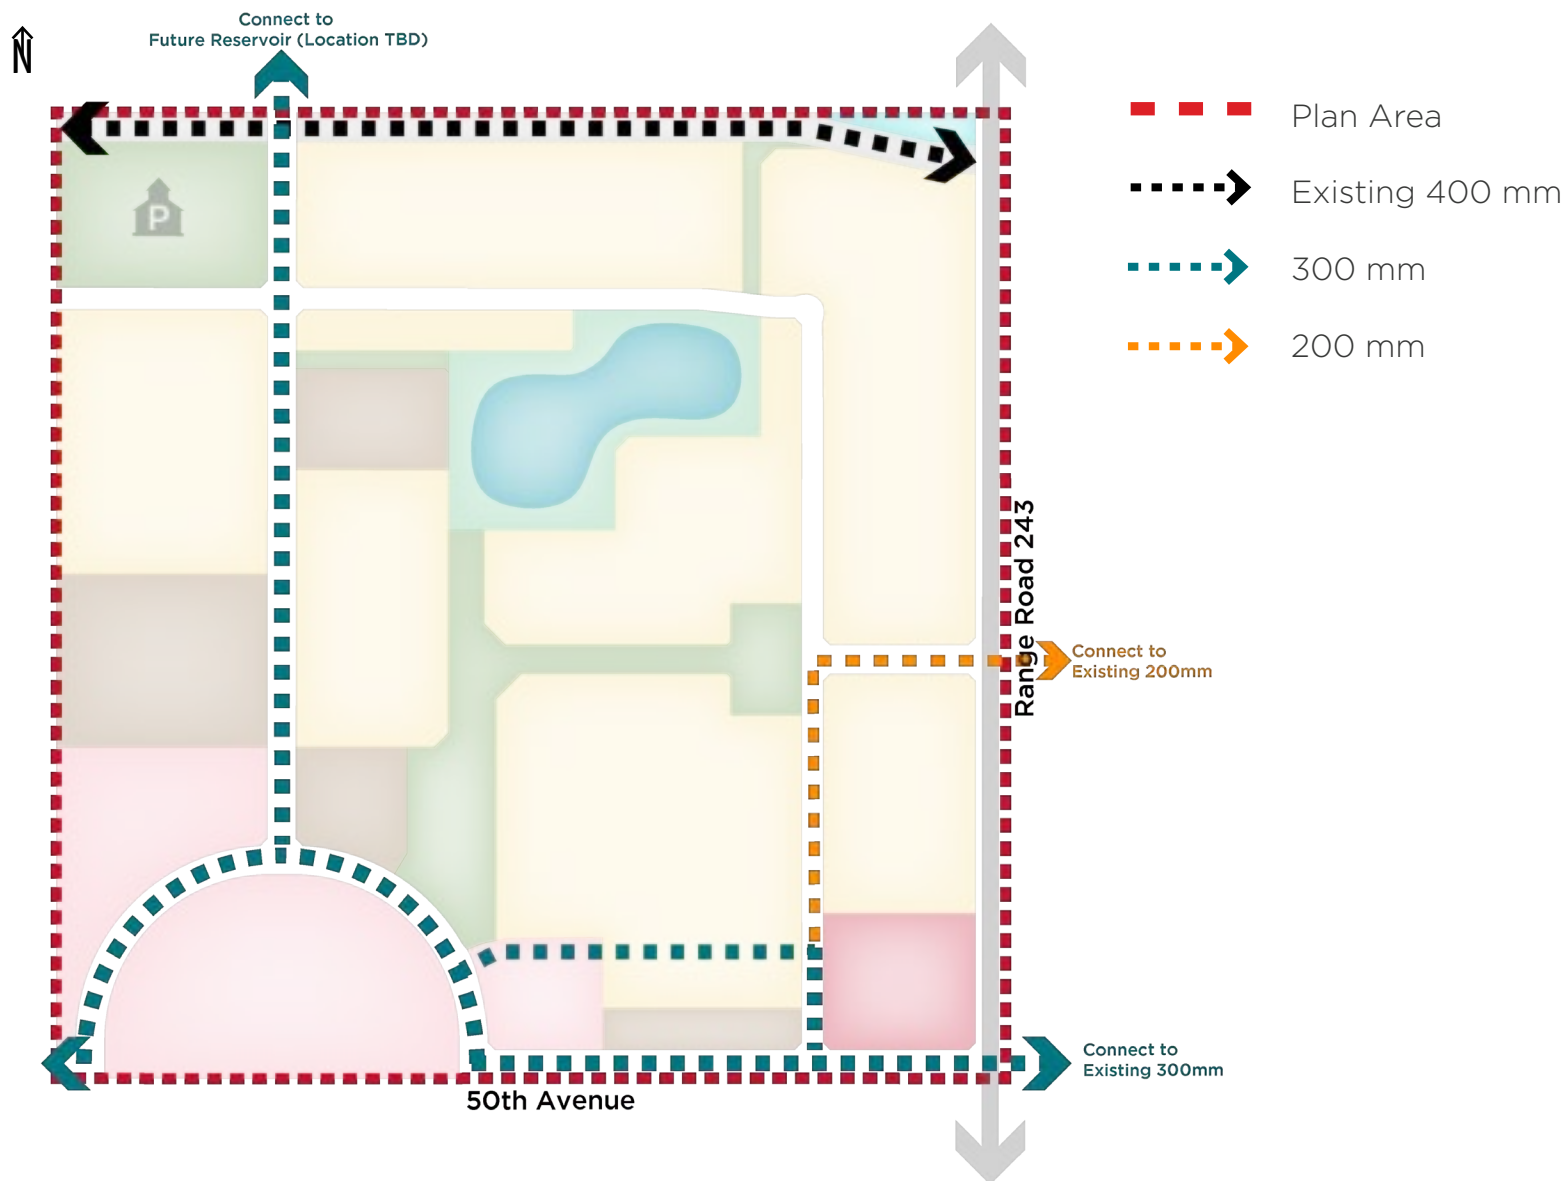 Connect to
Future Reservoir (Location TBD)
N
Plan Area
Existing 400 mm
300 mm
200 mm
P
Range Road 243
Connect to
Existing 200mm
Connect to
Existing 300mm
50th Avenue